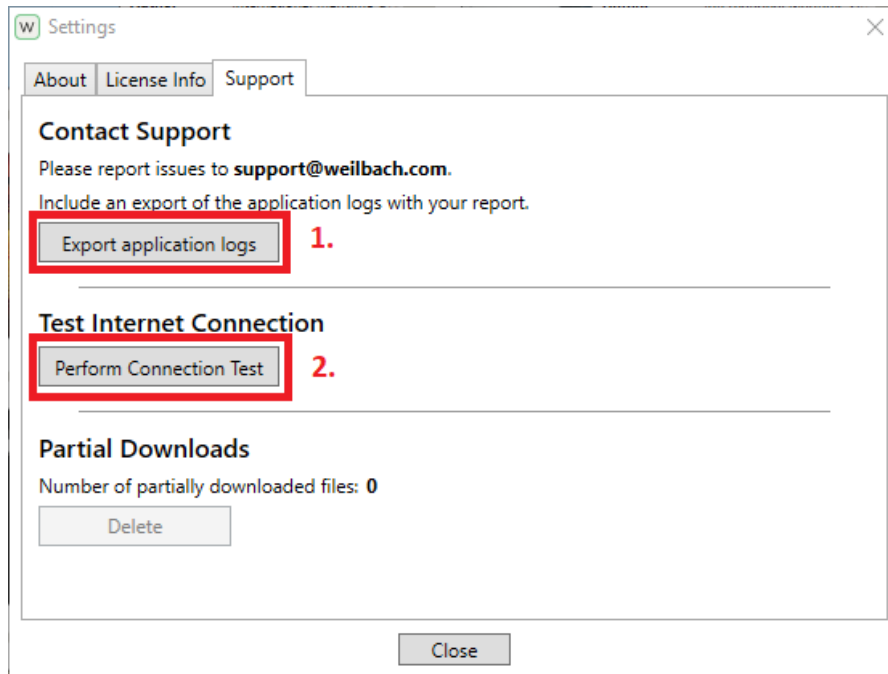 W Settings
About License Info Support
Contact Support
Please report issues to support@weilbach.com.
Include an export of the application logs with your report.
Export application logs 1.
Test Internet Connection
Perform Connection Test 2.
Partial Downloads
Number of partially downloaded files: 0
Delete
Close